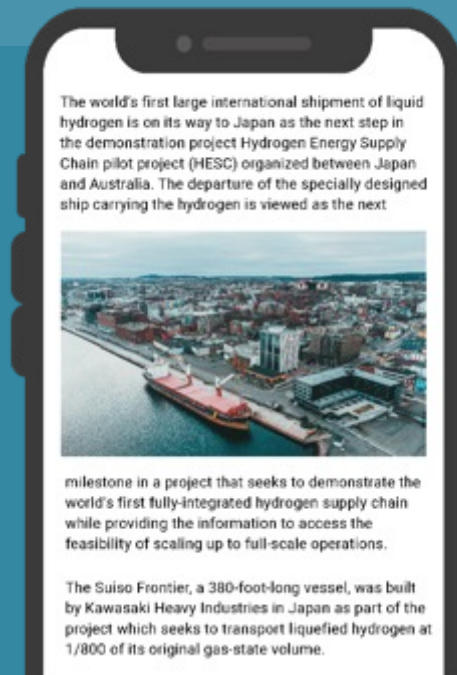 The world's first large international shipment of liquid
hydrogen is on its way to Japan as the next step in
the demonstration project Hydrogen Energy Supply
Chain pilot project (HESC) organized between Japan
and Australia. The departure of the specially designed
ship carrying the hydrogen is viewed as the next
milestone in a project that seeks to demonstrate the
world's first fully-integrated hydrogen supply chain
while providing the information to access the
feasibility of scaling up to full-scale operations.
The Suiso Frontier, a 380-foot-long vessel, was built
by Kawasaki Heavy Industries in Japan as part of the
project which seeks to transport liquefied hydrogen at
1/800 of its original gas-state volume.